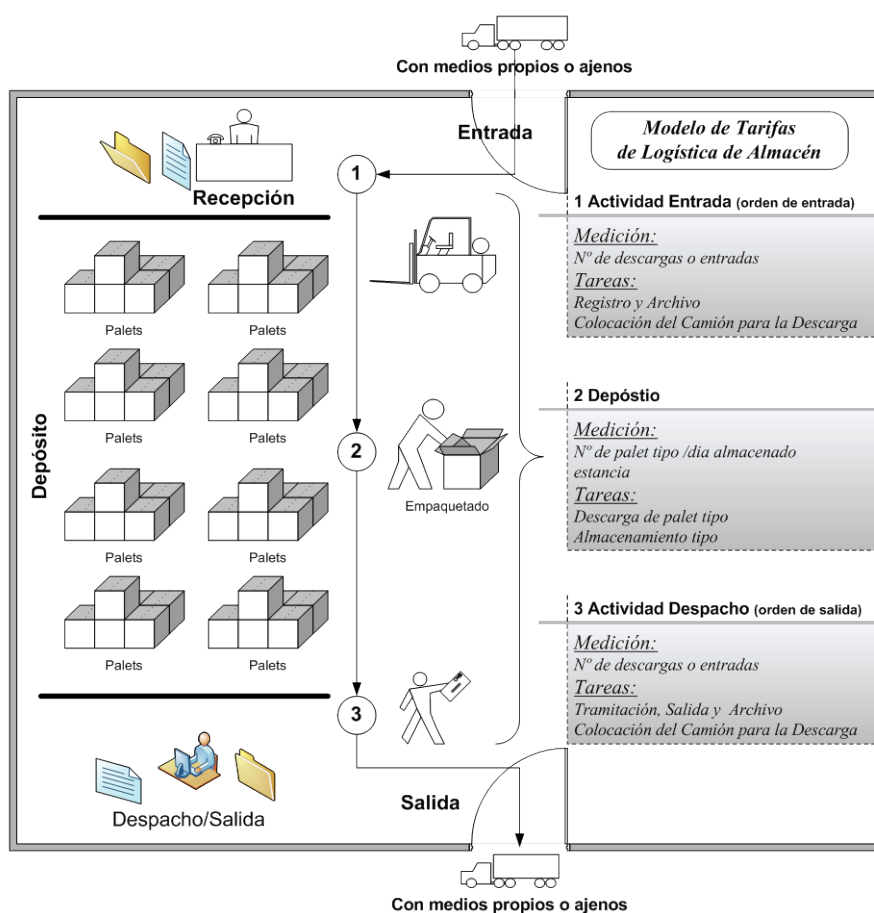 Con medios propios o ajenos
Entrada
Modelo de Tarifas
de Logística de Almacén
Recepción
1
1 Actividad Entrada (orden de entrada)
Medición:
Nº de descargas o entradas
Tareas:
Registro y Archivo
Colocación del Camión para la Descarga
Depósito
Palets
Palets
Palets
Palets
Palets
Palets
Palets
Palets
2
Empaquetado
2 Depóstio
Medición:
Nº de palet tipo /dia almacenado
estancia
Tareas:
Descarga de palet tipo
Almacenamiento tipo
3
3 Actividad Despacho (orden de salida)
Medición:
Nº de descargas o entradas
Tareas:
Tramitación, Salida y Archivo
Colocación del Camión para la Descarga
Despacho/Salida
Salida
Con medios propios o ajenos